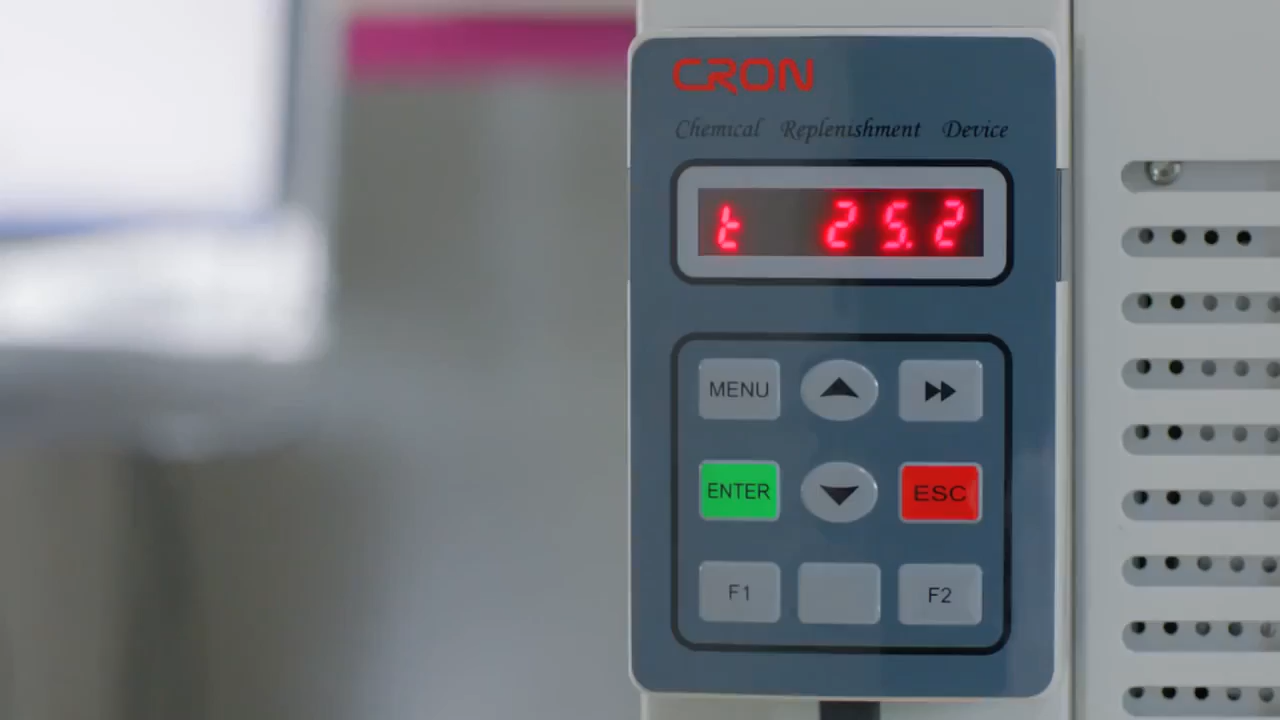 CRON
Chemical Replenishment Device
t 25.2
MENU
ENTER ESC
F1 F2